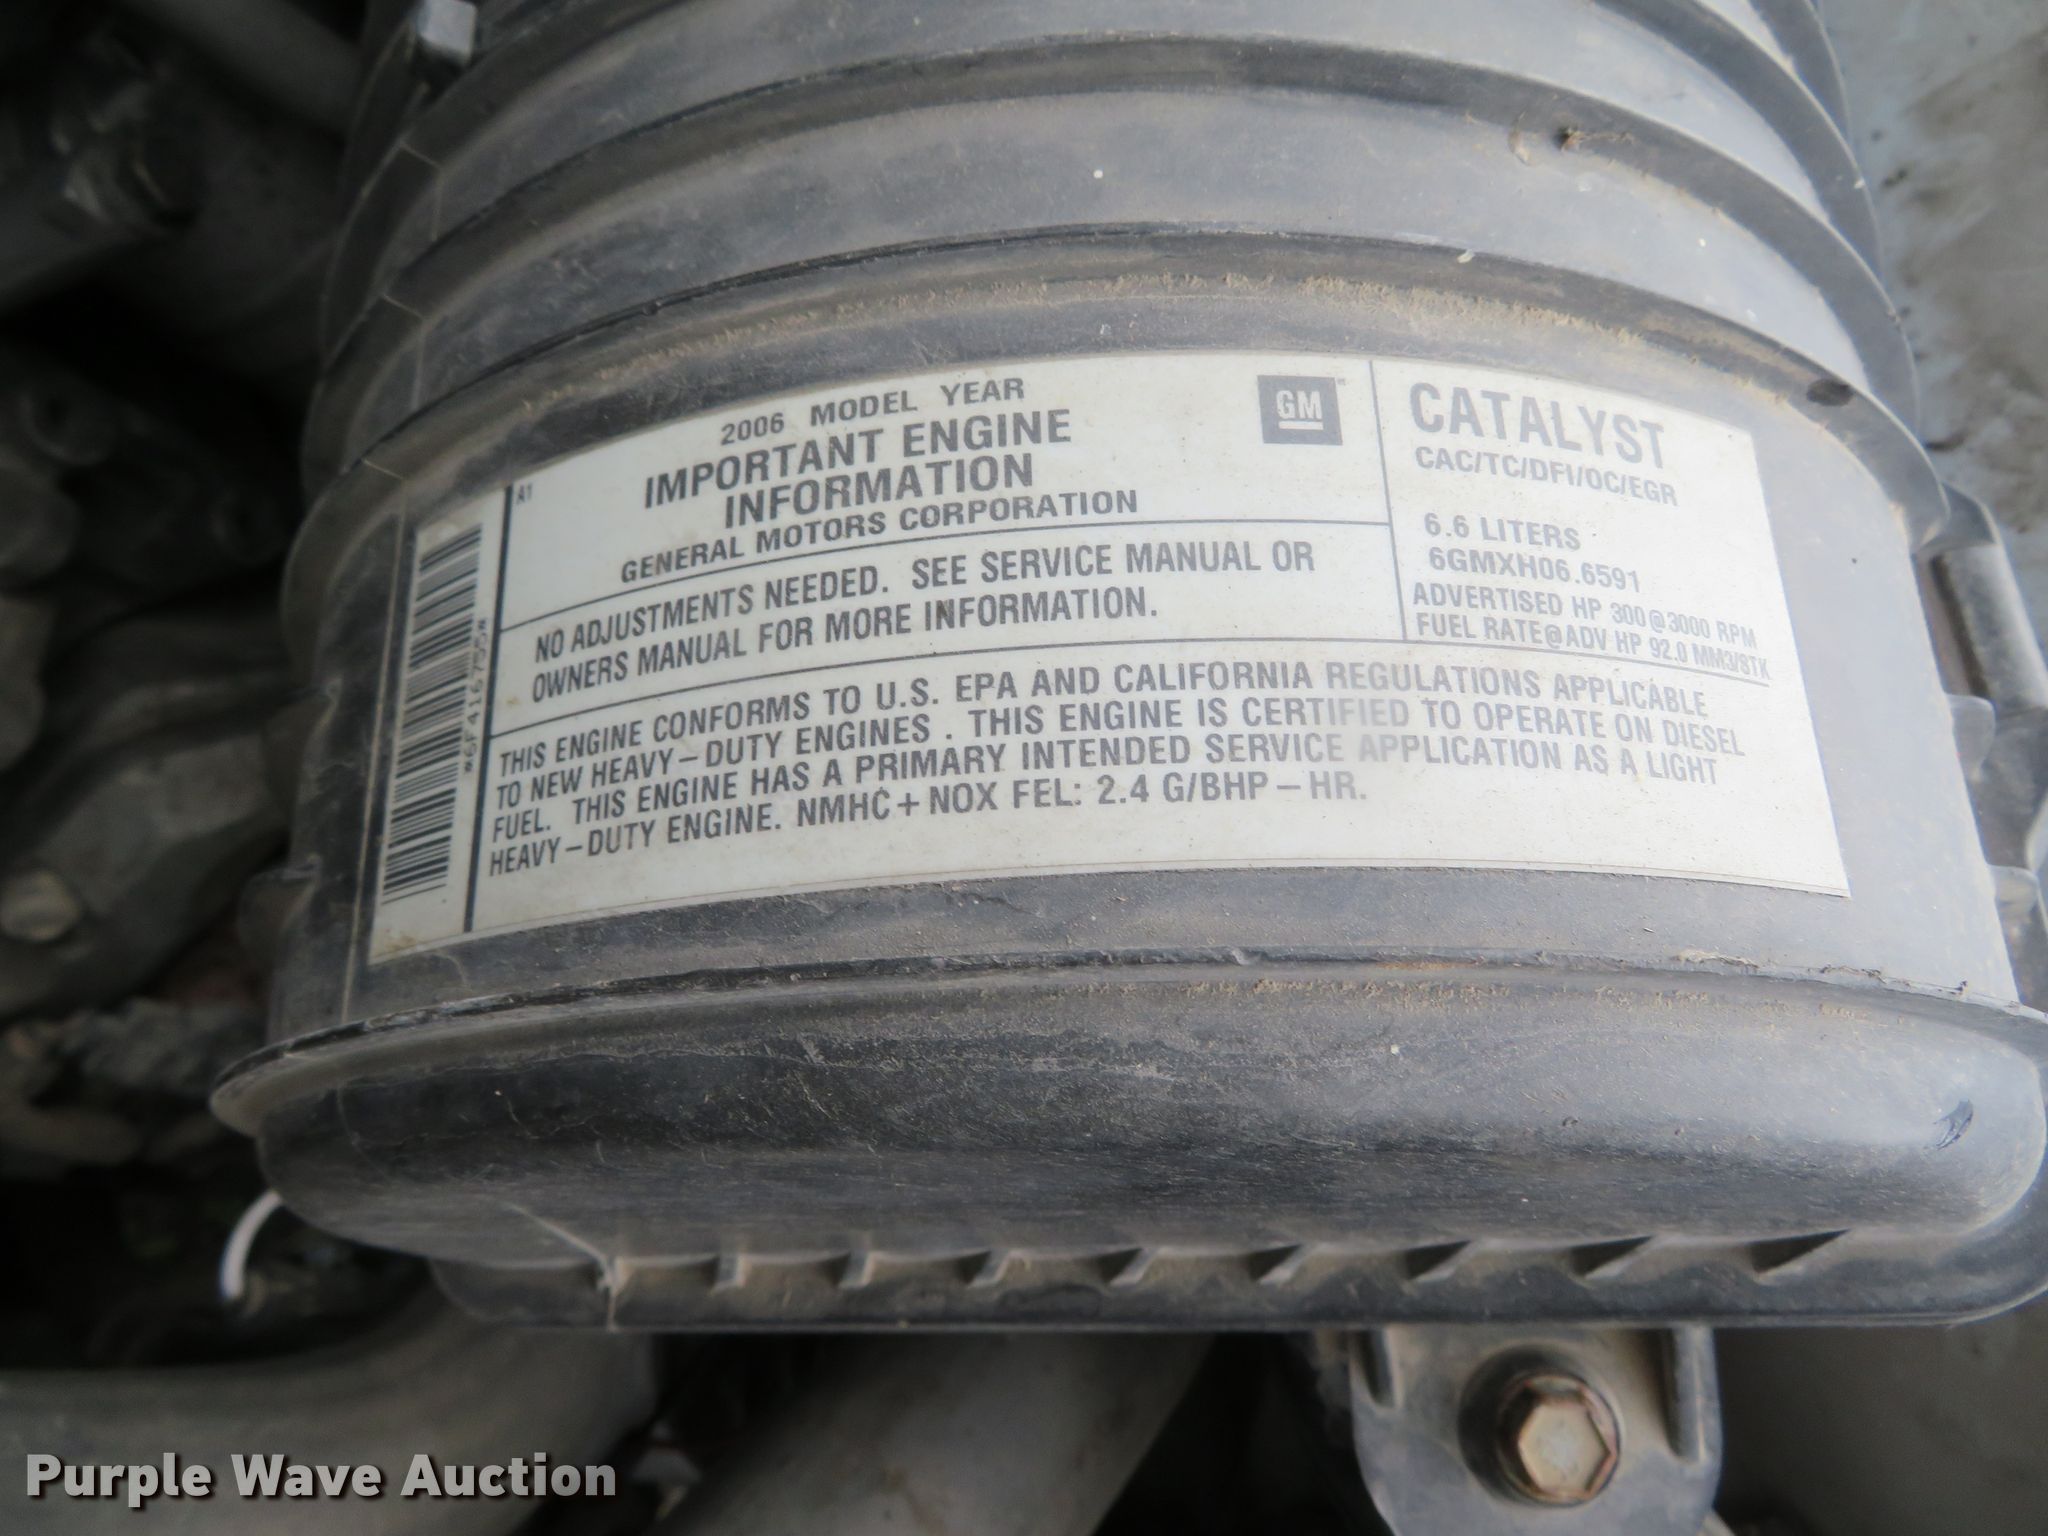 A1
2006 MODEL YEAR
IMPORTANT ENGINE
INFORMATION
GENERAL MOTORS CORPORATION
GM
CATALYST
CAC/TC/DFI/OC/EGR
6.6 LITERS
6GMXH06.6591
ADVERTISED HP 300@3000 RPM
FUEL RATE@ADV HP 92.0 MM3/STK
NO ADJUSTMENTS NEEDED. SEE SERVICE MANUAL OR
OWNERS MANUAL FOR MORE INFORMATION.
THIS ENGINE CONFORMS TO U.S. EPA AND CALIFORNIA REGULATIONS APPLICABLE
TO NEW HEAVY-DUTY ENGINES . THIS ENGINE IS CERTIFIED TO OPERATE ON DIESEL
FUEL. THIS ENGINE HAS A PRIMARY INTENDED SERVICE APPLICATION AS A LIGHT
HEAVY-DUTY ENGINE. NMHC+NOX FEL: 2.4 G/BHP-HR.
*6F416755*
Purple Wave Auction